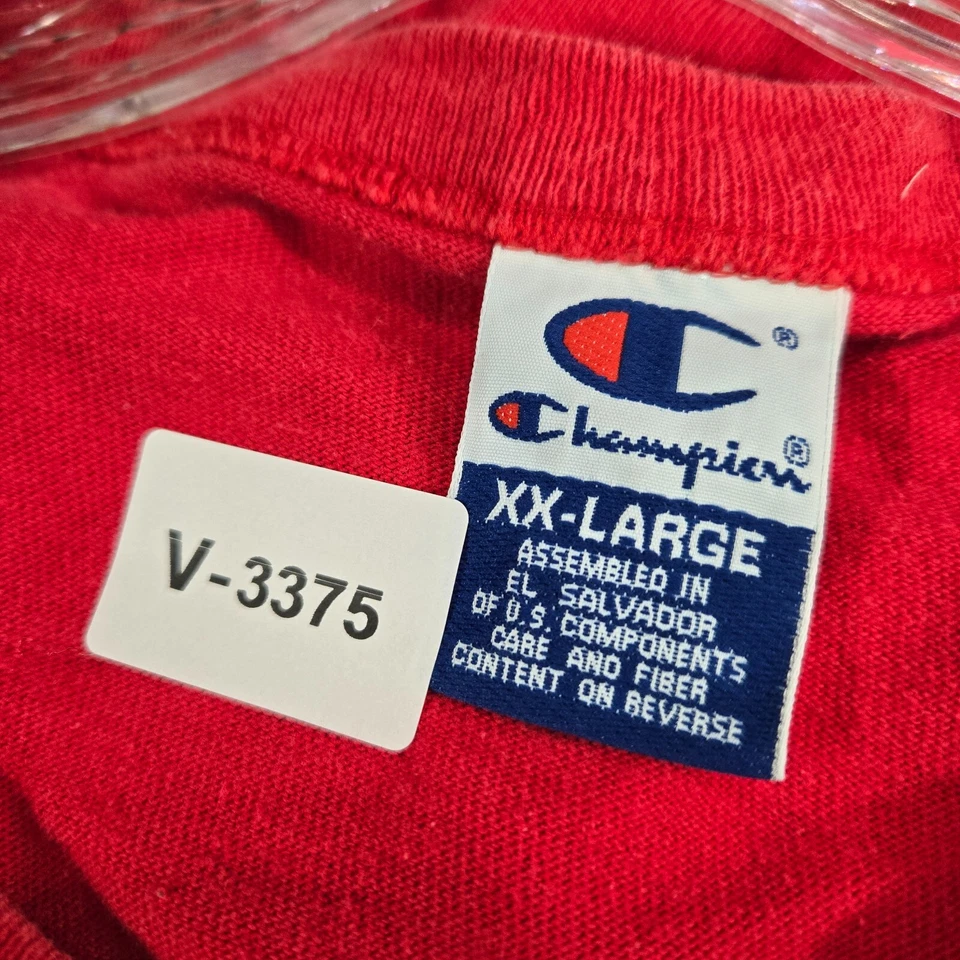 ®
Champion®
XX-LARGE
ASSEMBLED IN
EL SALVADOR
OF U.S. COMPONENTS
CARE AND FIBER
CONTENT ON REVERSE
V-3375